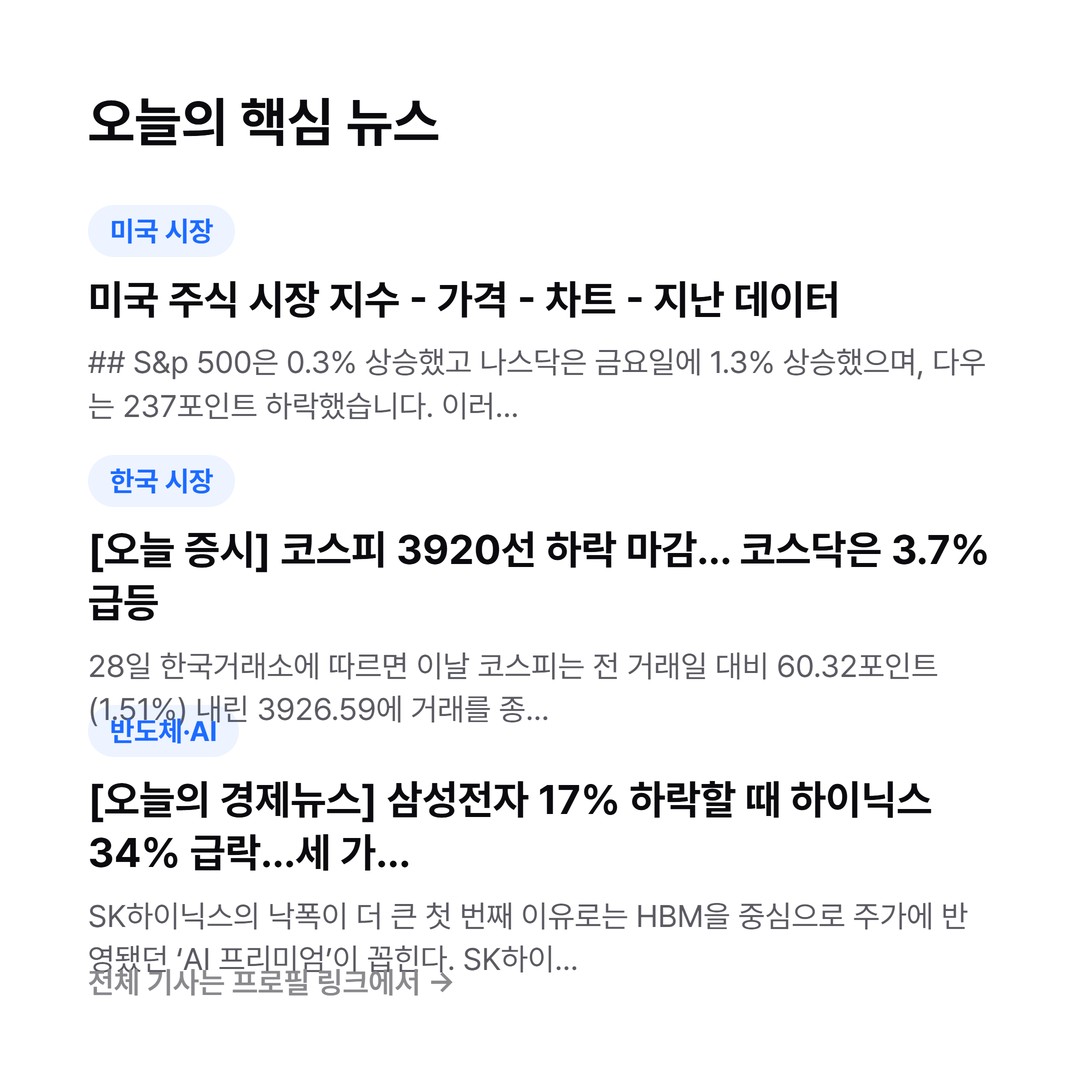 오늘의 핵심 뉴스
미국 시장
미국 주식 시장 지수 - 가격 - 차트 - 지난 데이터
## S&p 500은 0.3% 상승했고 나스닥은 금요일에 1.3% 상승했으며, 다우
는 237포인트 하락했습니다. 이러...
한국 시장
[오늘 증시] 코스피 3920선 하락 마감... 코스닥은 3.7%
급등
28일 한국거래소에 따르면 이날 코스피는 전 거래일 대비 60.32포인트
(1.51%) 내린 3926.59에 거래를 종...
반도체·AI
[오늘의 경제뉴스] 삼성전자 17% 하락할 때 하이닉스
34% 급락...세 가...
SK하이닉스의 낙폭이 더 큰 첫 번째 이유로는 HBM을 중심으로 주가에 반
영됐던 ‘AI 프리미엄’이 꼽힌다. SK하이...
전체 기사는 프로필 링크에서 →